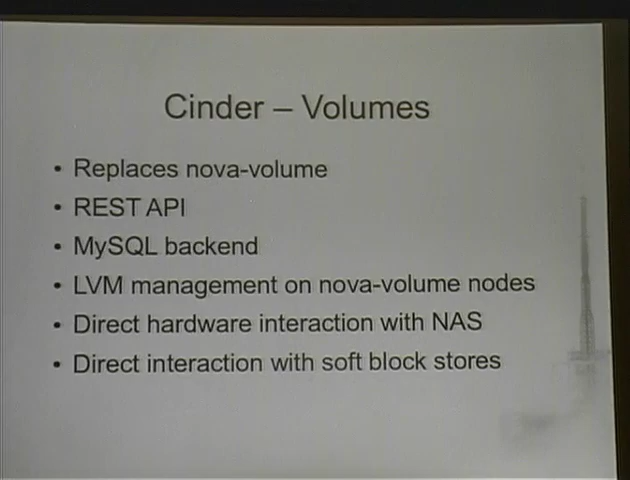 Cinder – Volumes
• Replaces nova-volume
• REST API
• MySQL backend
• LVM management on nova-volume nodes
• Direct hardware interaction with NAS
• Direct interaction with soft block stores